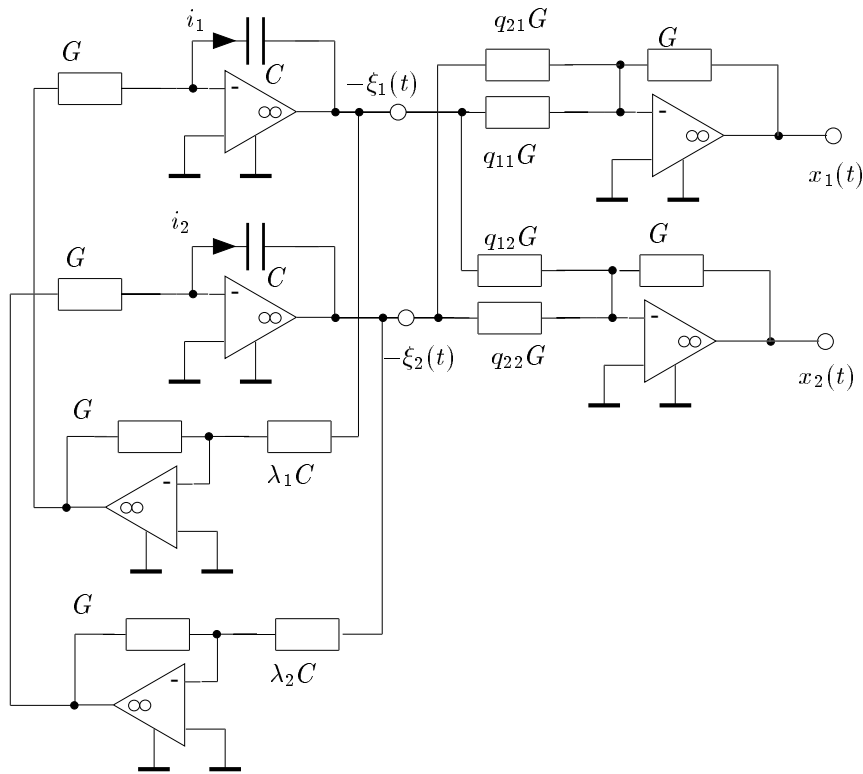 i₁
q₂₁G
G
G
C
−ξ₁(t)
-
∞
-
∞
q₁₁G
x₁(t)
i₂
q₁₂G
G
G
C
-
∞
-
∞
−ξ₂(t)
q₂₂G
x₂(t)
G
λ₁C
-
∞
G
λ₂C
-
∞